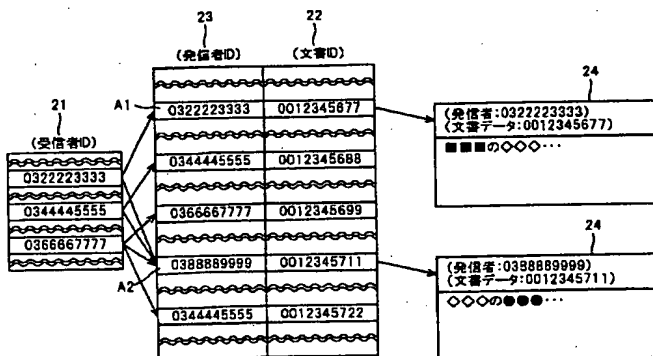 23
22
(発信者ID)
(文書ID)
24
A1
0322223333
0012345677
(発信者:0322223333)
(文書データ:0012345677)
■■■の◇◇◇···
21
(受信者ID)
0322223333
0344445555
0366667777
0344445555
0012345688
0366667777
0012345699
24
A2
0388889999
0012345711
(発信者:0388889999)
(文書データ:0012345711)
◇◇◇の●●●···
0344445555
0012345722